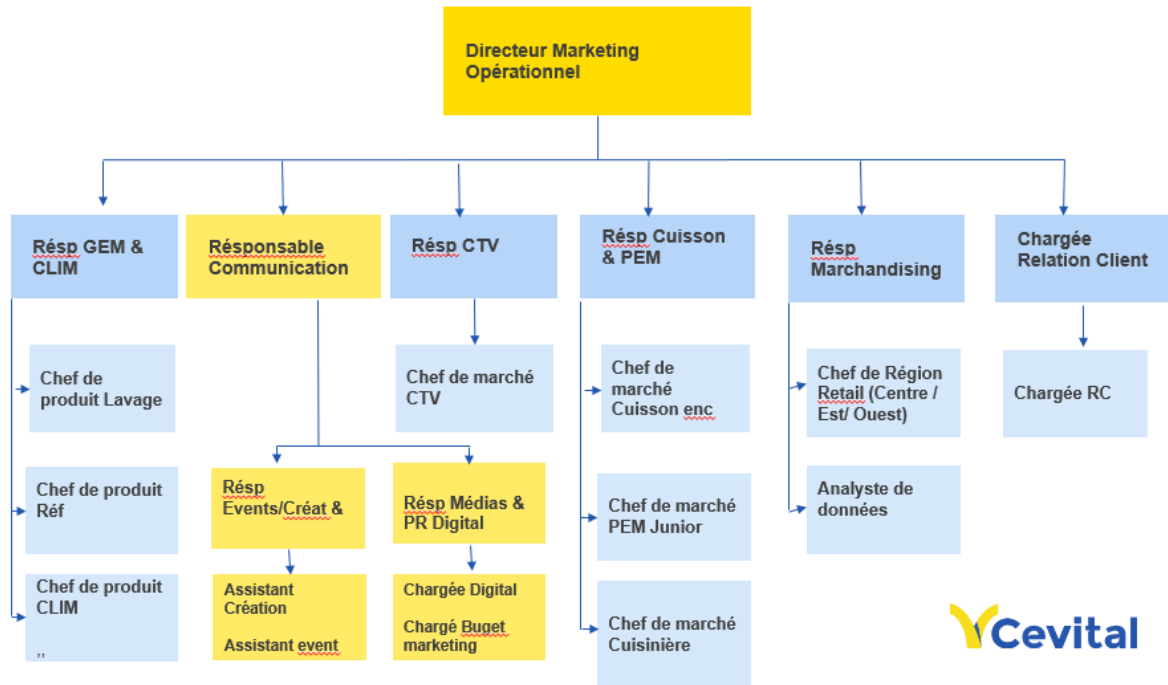 Directeur Marketing
Opérationnel
Résp GEM &
CLIM
Résponsable
Communication
Résp CTV
Résp Cuisson
& PEM
Résp
Marchandising
Chargée
Relation Client
Chef de
produit Lavage
Chef de produit
Réf
Chef de produit
CLIM
,,
Résp
Events/Créat &
Assistant
Création
Assistant event
Résp Médias &
PR Digital
Chargée Digital
Chargé Buget
marketing
Chef de marché
CTV
Chef de
marché
Cuisson enc
Chef de marché
PEM Junior
Chef de marché
Cuisinière
Chef de Région
Retail (Centre /
Est/ Ouest)
Analyste de
données
Chargée RC
Cevital